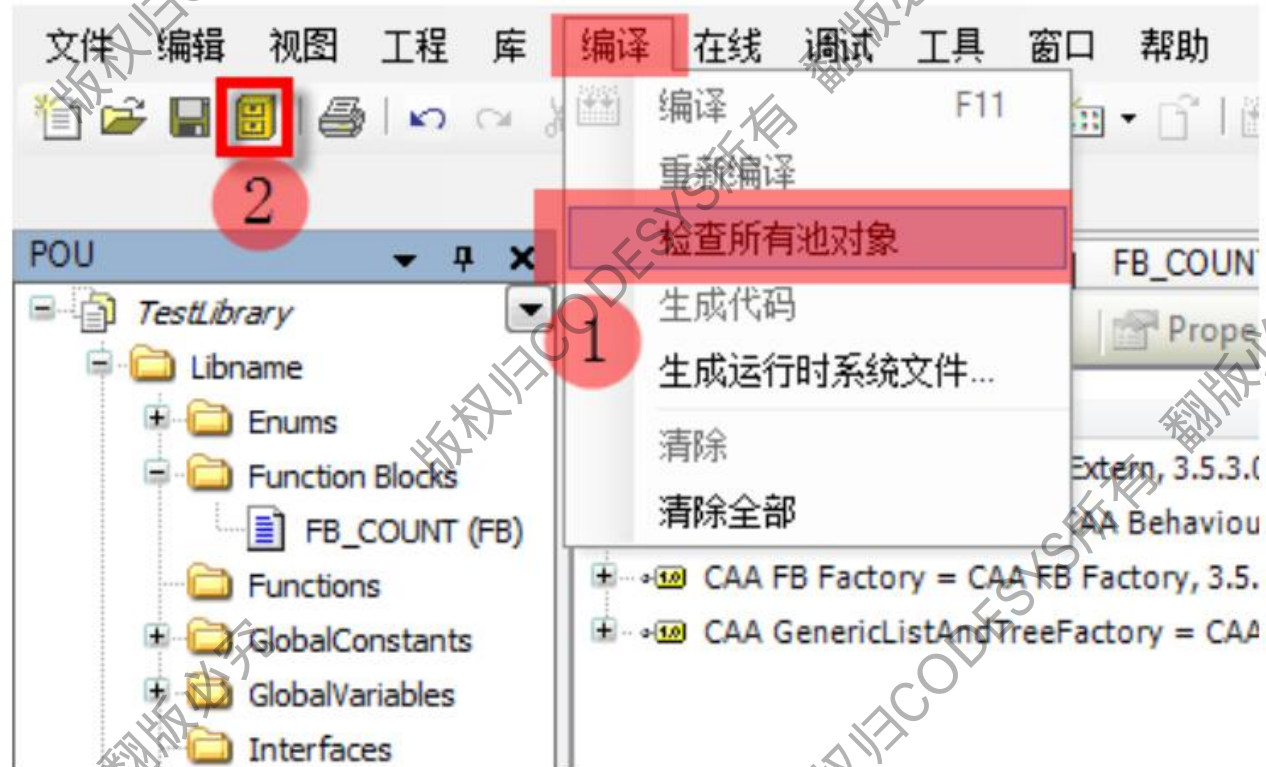 文件 编辑 视图 工程 库 编译 在线 调试 工具 窗口 帮助
编译 F11
重新编译
2
检查所有池对象
POU
FB_COUN
TestLibrary
生成代码
1
Prope
Libname
生成运行时系统文件...
Enums
清除
Function Blocks
Extern, 3.5.3.0
FB_COUNT (FB)
清除全部
AA Behaviou
Functions
CAA FB Factory = CAA FB Factory, 3.5.
GlobalConstants
CAA GenericListAndTreeFactory = CAA
GlobalVariables
Interfaces
版权归CODESYS所有
翻版必究